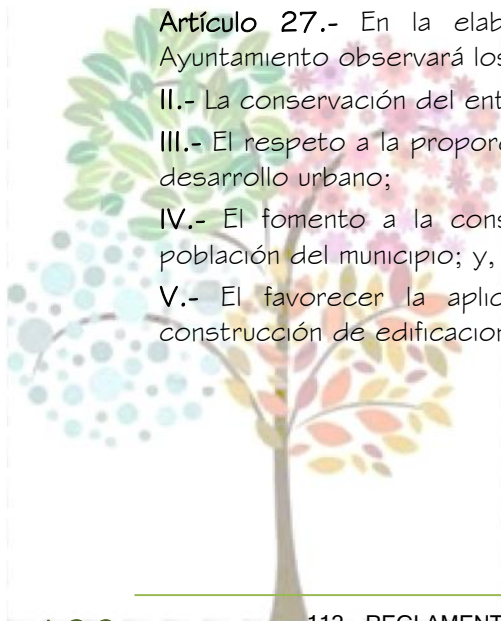 Artículo 27.- En la elab
Ayuntamiento observará los
II.- La conservación del ent
III.- El respeto a la propor
desarrollo urbano;
IV.- El fomento a la cons
población del municipio; y,
V.- El favorecer la aplic
construcción de edificacion
112 REGLAMENT